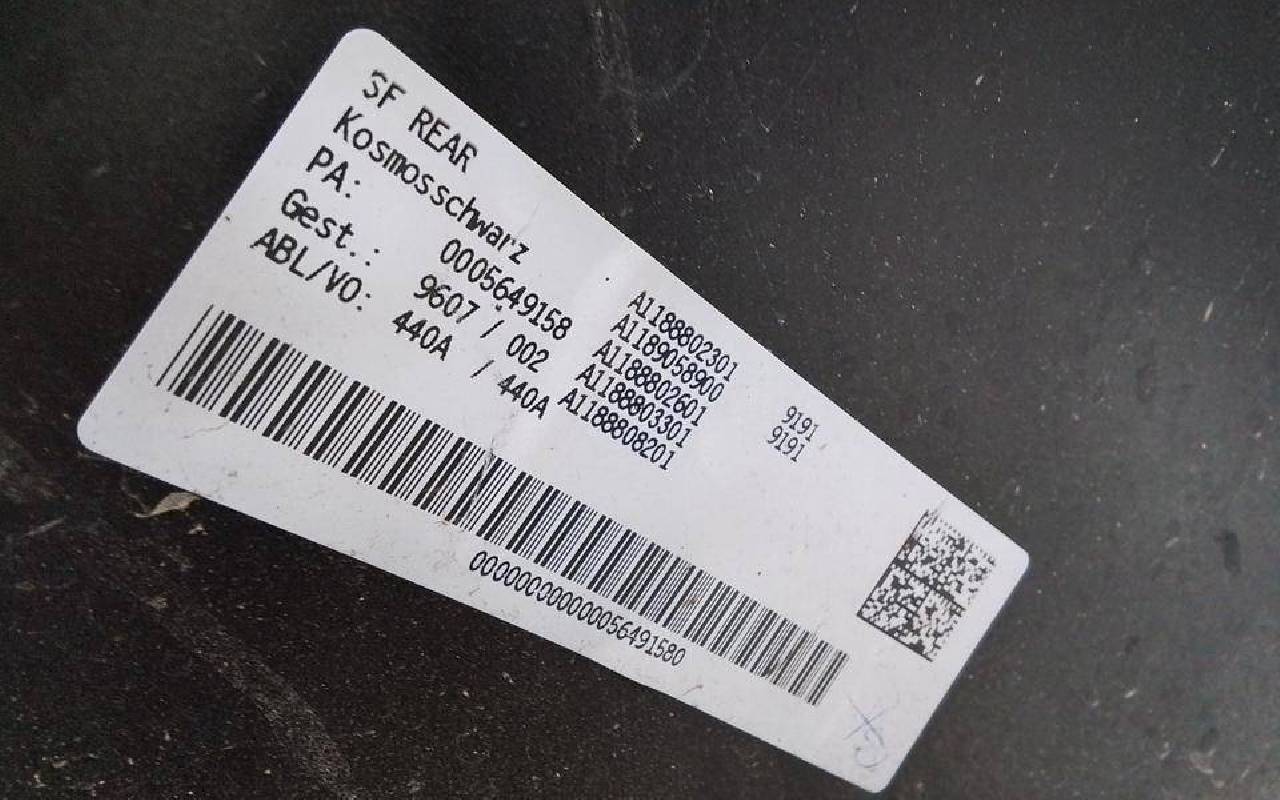 SF REAR
Kosmosschwarz
PA: 0005649158
Gest.: 9607 / 002
ABL/VO: 440A / 440A
A1188802301
A1189058900
A1188802601 9191
A1188803301 9191
A1188808201
00000000000056491580